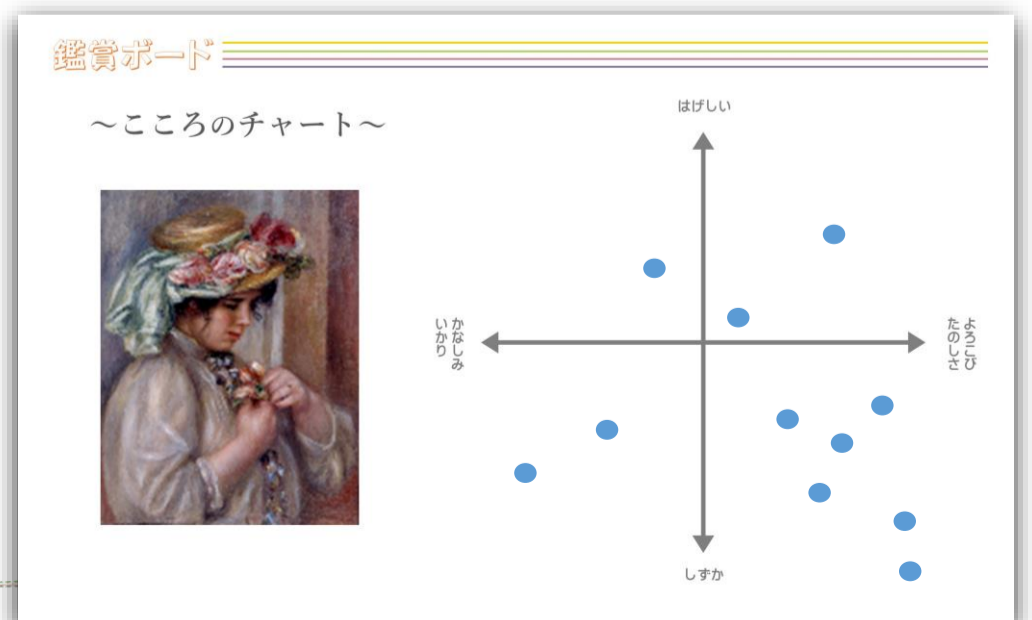 鑑賞ボード
～こころのチャート～
はげしい
かなしみ
いかり
よろこび
たのしさ
しずか